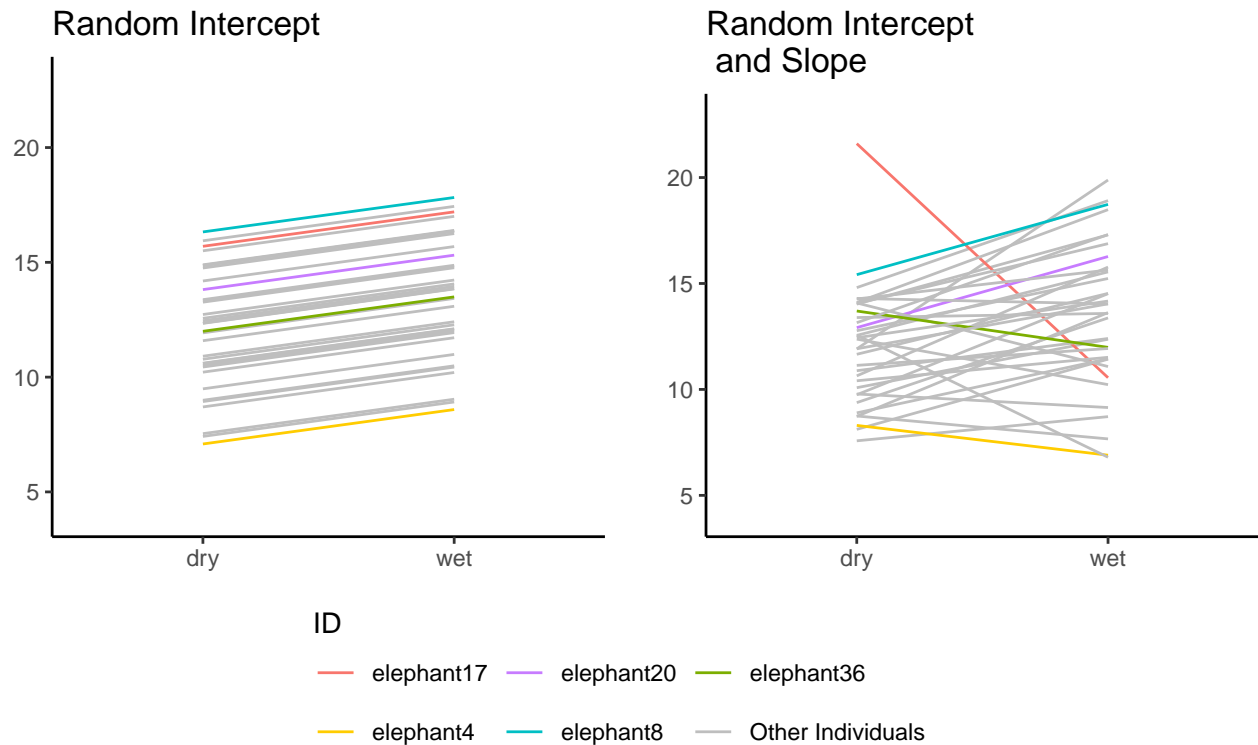 Random Intercept
20
15
10
5
dry wet
Random Intercept
and Slope
20
15
10
5
dry wet
ID
elephant17 elephant20 elephant36
elephant4 elephant8 Other Individuals